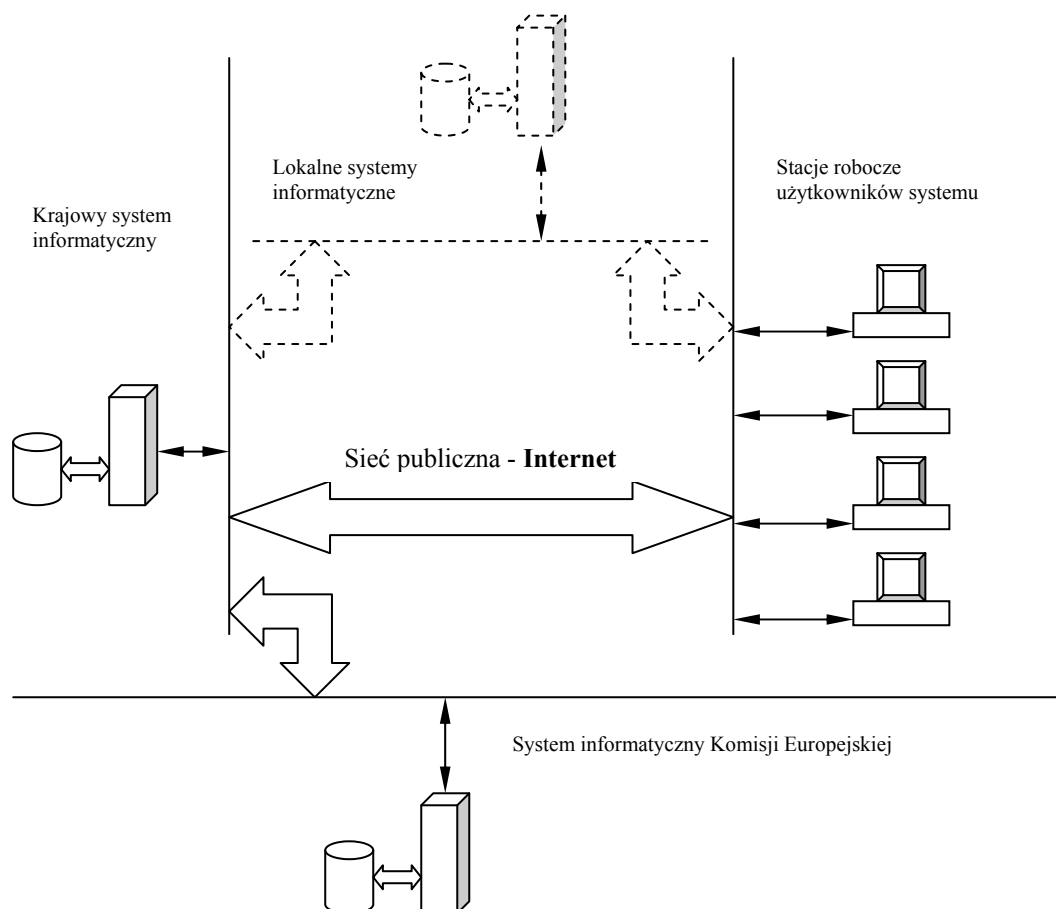 Lokalne systemy
informatyczne
Stacje robocze
użytkowników systemu
Krajowy system
informatyczny
Sieć publiczna - Internet
System informatyczny Komisji Europejskiej